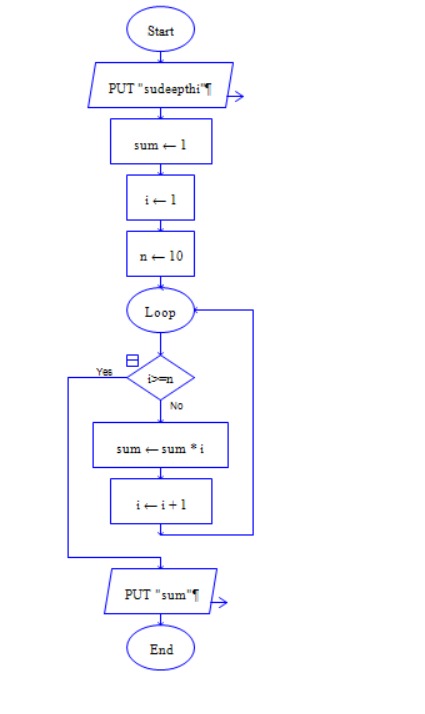 Start
PUT "sudeepthi"¶
sum ← 1
i ← 1
n ← 10
Loop
Yes
i>=n
No
sum ← sum * i
i ← i + 1
PUT "sum"¶
End